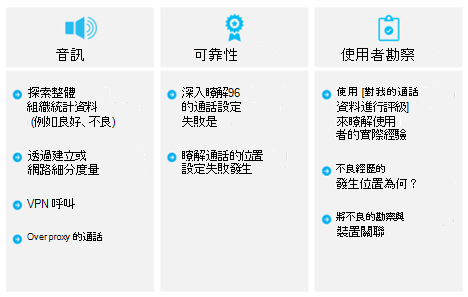 音訊
探索整體
組織統計資料
(例如良好、不良)
透過建立或
網路細分度量
VPN 呼叫
Over proxy 的通話
可靠性
深入瞭解96
的通話設定
失敗是
瞭解通話的位置
設定失敗發生
使用者勘察
使用 [對我的通話
資料進行評級]
來瞭解使用
者的實際經驗
不良經歷的
發生位置為何？
將不良的勘察與
裝置關聯